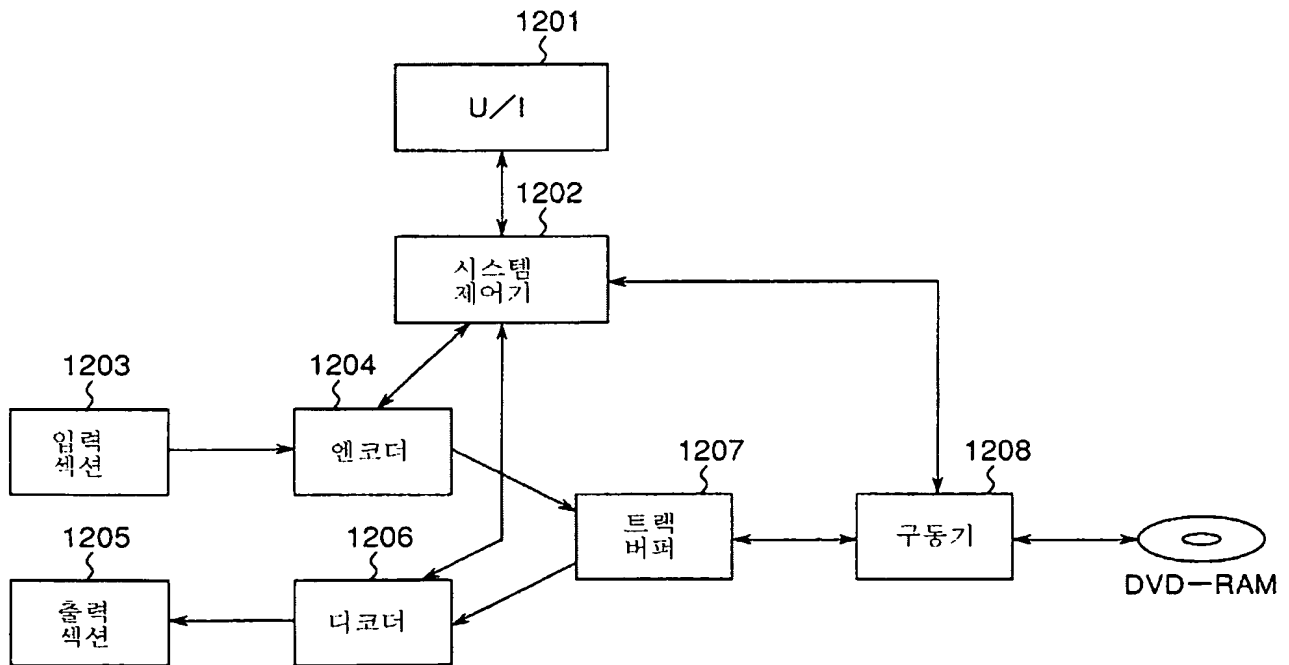 1201
U/I
1202
시스템
제어기
1203
1204
입력
섹션
엔코더
1207
1208
트랙
버퍼
구동기
1205
1206
출력
섹션
디코더
DVD-RAM